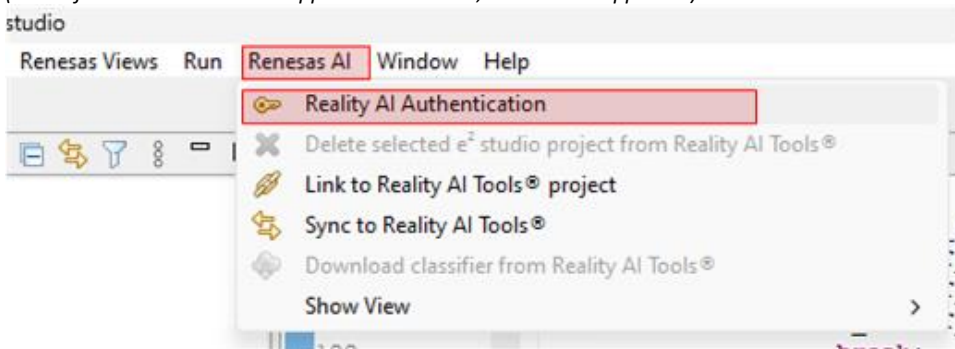 studio
Renesas Views Run Renesas AI Window Help
Reality AI Authentication
Delete selected e² studio project from Reality AI Tools®
Link to Reality AI Tools® project
Sync to Reality AI Tools®
Download classifier from Reality AI Tools®
Show View